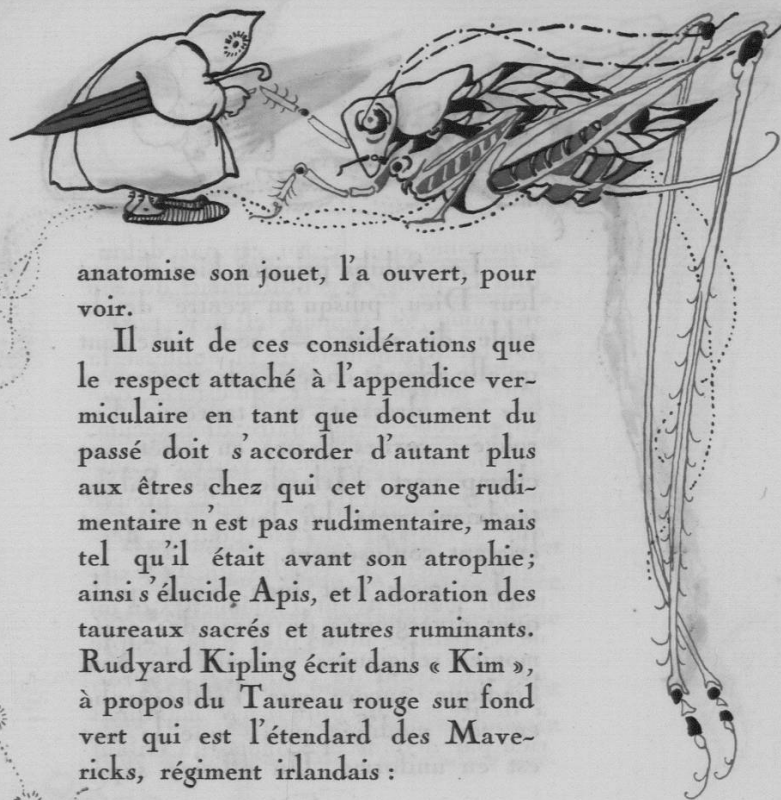 anatomise son jouet, l'a ouvert, pour
voir.
Il suit de ces considérations que
le respect attaché à l'appendice ver-
miculaire en tant que document du
passé doit s'accorder d'autant plus
aux êtres chez qui cet organe rudi-
mentaire n'est pas rudimentaire, mais
tel qu'il était avant son atrophie;
ainsi s'élucide Apis, et l'adoration des
taureaux sacrés et autres ruminants.
Rudyard Kipling écrit dans « Kim »,
à propos du Taureau rouge sur fond
vert qui est l'étendard des Mave-
ricks, régiment irlandais :